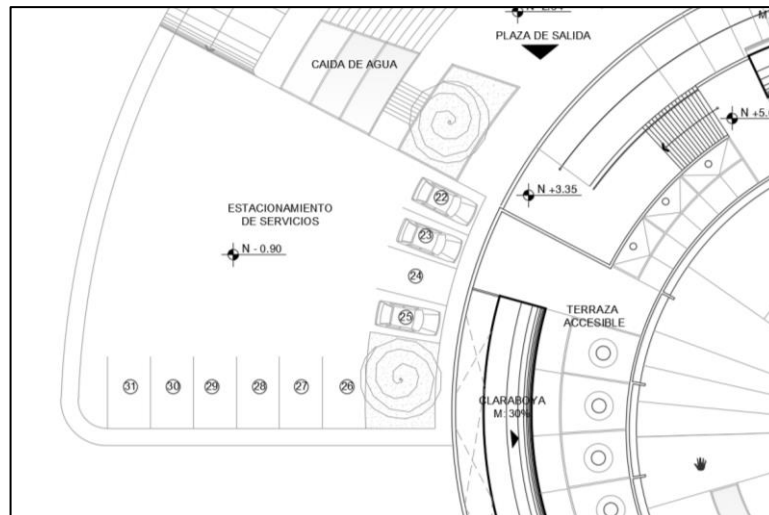 PLAZA DE SALIDA
CAIDA DE AGUA
N +3.35
22
ESTACIONAMIENTO
DE SERVICIOS
23
N - 0.90
24
25
TERRAZA
ACCESIBLE
31
30
29
28
27
26
CLARABOYA
M: 30%